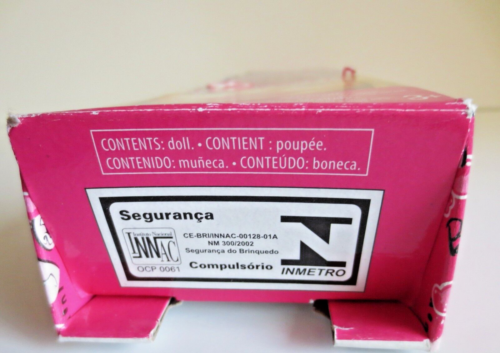 CONTENTS: doll. • CONTIENT : poupée.
CONTENIDO: muñeca. • CONTEÚDO: boneca.
Segurança
INNAC
OCP 0061
CE-BRI/INNAC-00128-01A
NM 300/2002
Segurança do Brinquedo
Compulsório
INMETRO